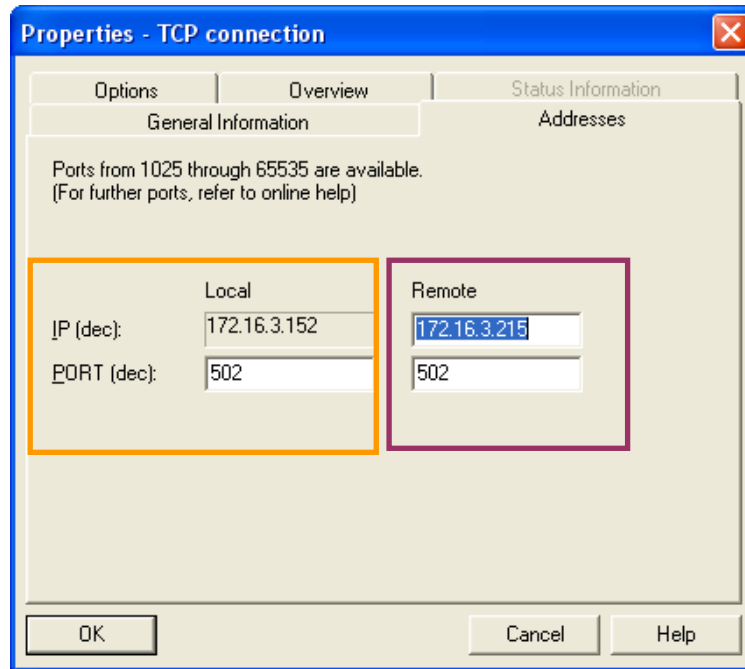 Properties - TCP connection
Options Overview Status Information
General Information Addresses
Ports from 1025 through 65535 are available.
(For further ports, refer to online help)
Local Remote
IP (dec): 172.16.3.152 172.16.3.215
PORT (dec): 502 502
OK Cancel Help